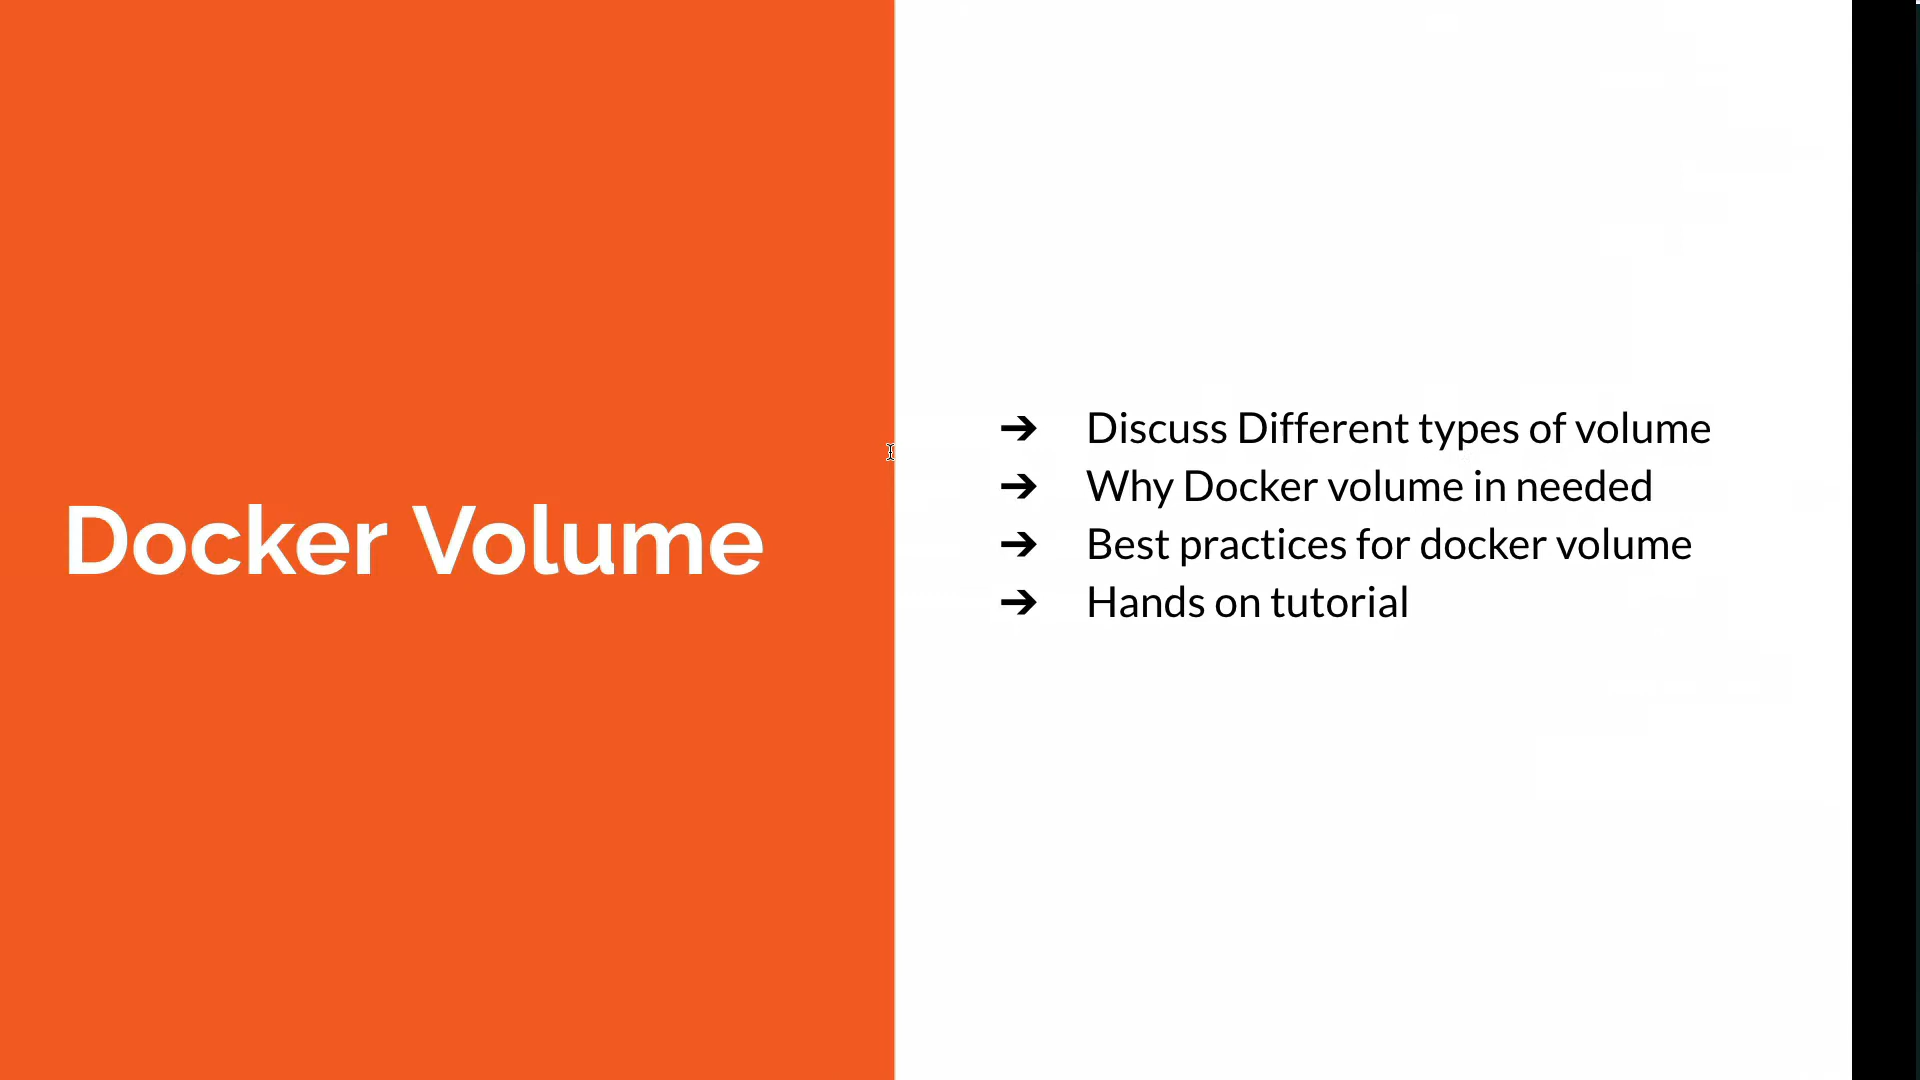 Docker Volume
➔ Discuss Different types of volume
➔ Why Docker volume in needed
➔ Best practices for docker volume
➔ Hands on tutorial